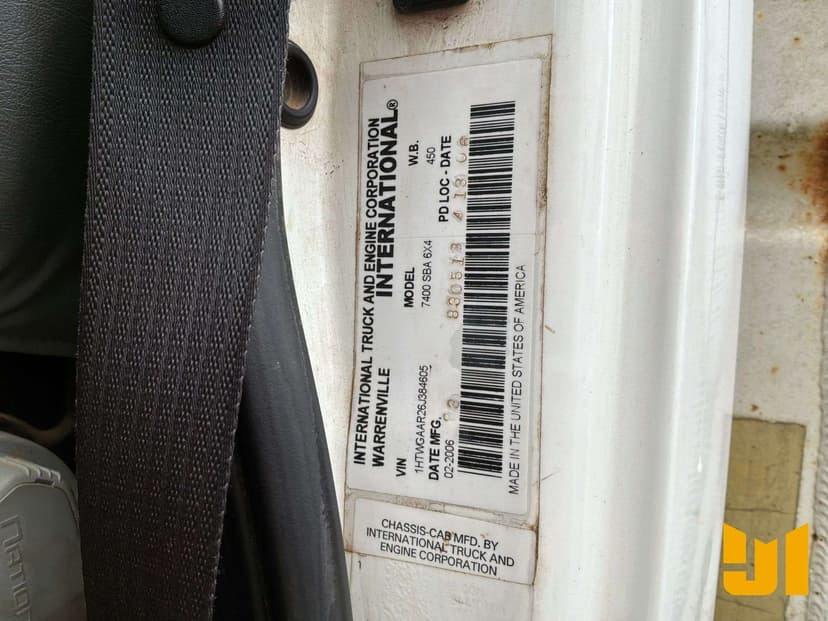 INTERNATIONAL TRUCK AND ENGINE CORPORATION
WARRENVILLE INTERNATIONAL®
VIN MODEL W.B.
1HTWGAAR26J384605 7400 SBA 6X4 450
DATE MFG. PD LOC - DATE
02-2006
MADE IN THE UNITED STATES OF AMERICA
CHASSIS-CAB MFD. BY
INTERNATIONAL TRUCK AND
ENGINE CORPORATION